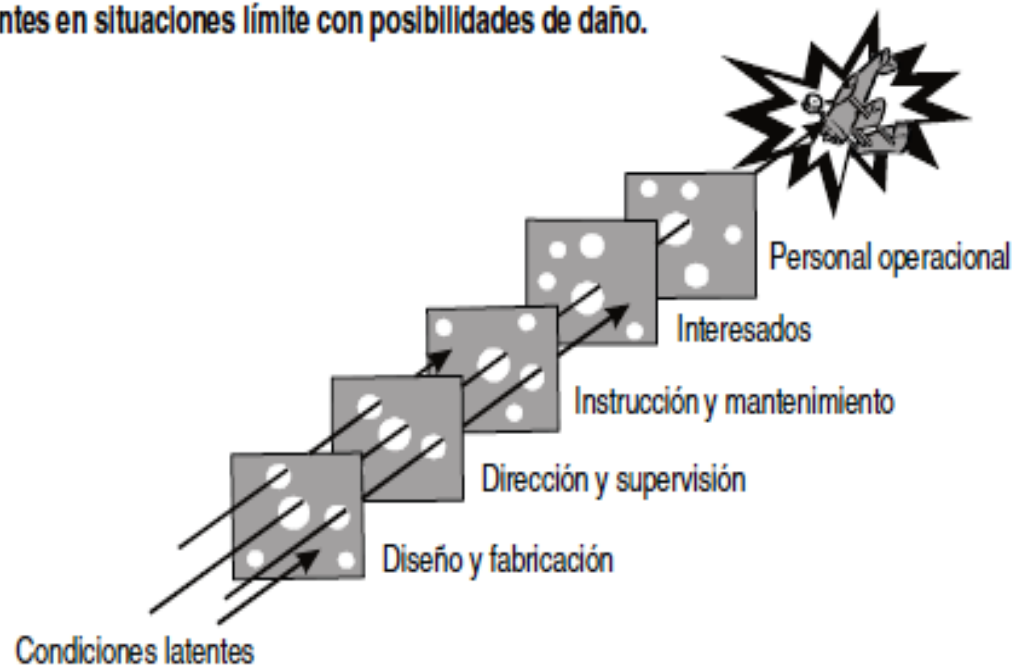 ntes en situaciones límite con posibilidades de daño.
Personal operacional
Interesados
Instrucción y mantenimiento
Dirección y supervisión
Diseño y fabricación
Condiciones latentes